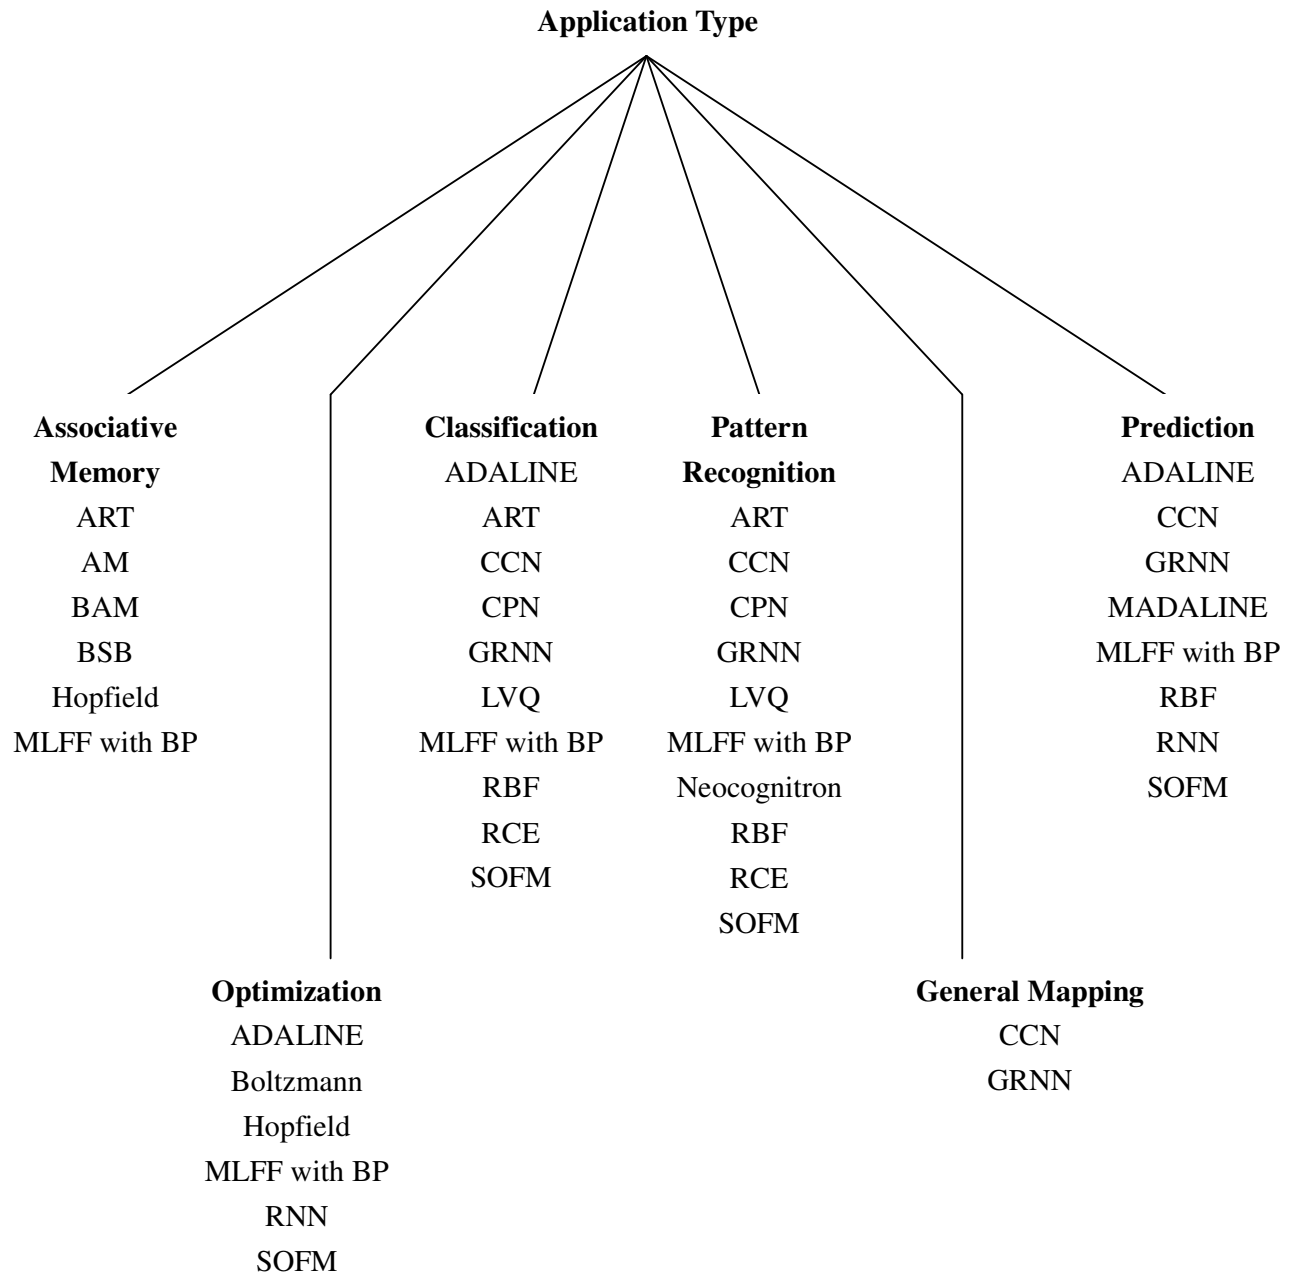 Application Type
Associative
Memory
ART
AM
BAM
BSB
Hopfield
MLFF with BP
Classification
ADALINE
ART
CCN
CPN
GRNN
LVQ
MLFF with BP
RBF
RCE
SOFM
Pattern
Recognition
ART
CCN
CPN
GRNN
LVQ
MLFF with BP
Neocognitron
RBF
RCE
SOFM
Prediction
ADALINE
CCN
GRNN
MADALINE
MLFF with BP
RBF
RNN
SOFM
Optimization
ADALINE
Boltzmann
Hopfield
MLFF with BP
RNN
SOFM
General Mapping
CCN
GRNN